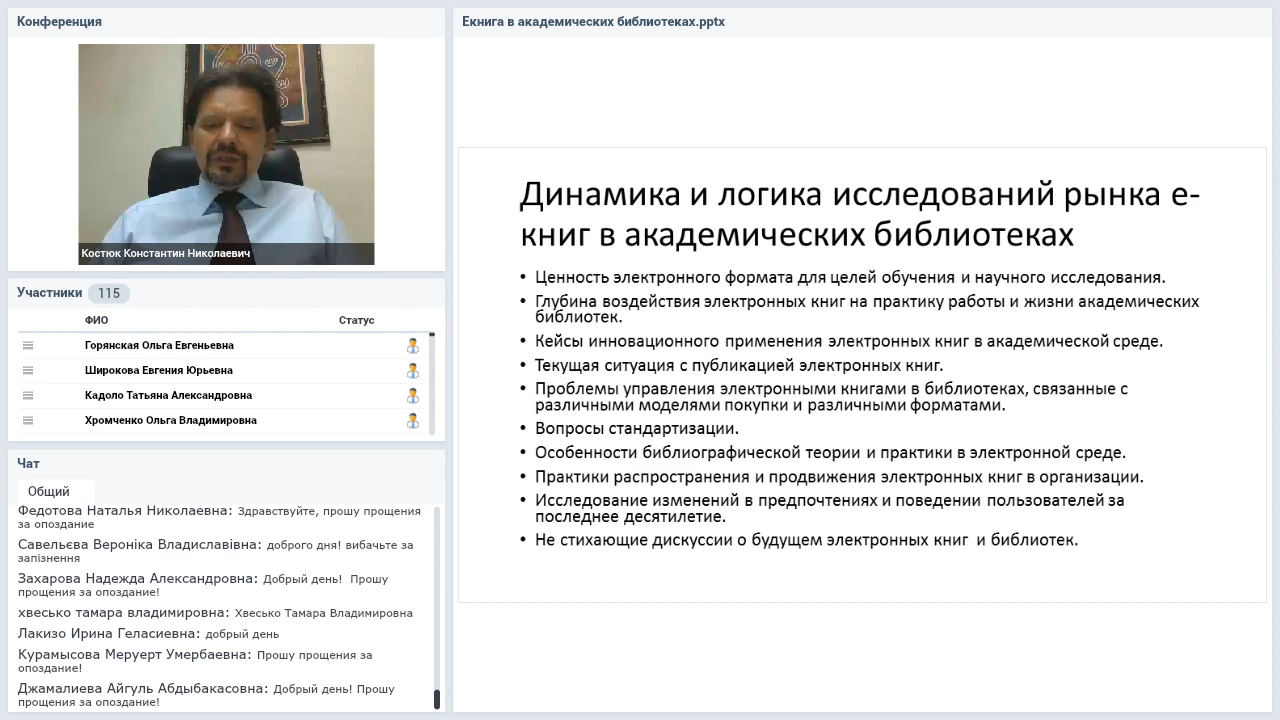 Конференция
Костюк Константин Николаевич
Участники 115
ФИО Статус
Горянская Ольга Евгеньевна
Широкова Евгения Юрьевна
Кадоло Татьяна Александровна
Хромченко Ольга Владимировна
Чат
Общий
Федотова Наталья Николаевна: Здравствуйте, прошу прощения
за опоздание
Савельєва Вероніка Владиславівна: доброго дня! вибачьте за
запізнення
Захарова Надежда Александровна: Добрый день! Прошу
прощения за опоздание!
хвесько тамара владимировна: Хвесько Тамара Владимировна
Лакизо Ирина Геласиевна: добрый день
Курамысова Меруерт Умербаевна: Прошу прощения за
опоздание!
Джамалиева Айгуль Абдыбакасовна: Добрый день! Прошу
прощения за опоздание!
Екнига в академических библиотеках.pptx
Динамика и логика исследований рынка е-
книг в академических библиотеках
• Ценность электронного формата для целей обучения и научного исследования.
• Глубина воздействия электронных книг на практику работы и жизни академических
библиотек.
• Кейсы инновационного применения электронных книг в академической среде.
• Текущая ситуация с публикацией электронных книг.
• Проблемы управления электронными книгами в библиотеках, связанные с
различными моделями покупки и различными форматами.
• Вопросы стандартизации.
• Особенности библиографической теории и практики в электронной среде.
• Практики распространения и продвижения электронных книг в организации.
• Исследование изменений в предпочтениях и поведении пользователей за
последнее десятилетие.
• Не стихающие дискуссии о будущем электронных книг и библиотек.